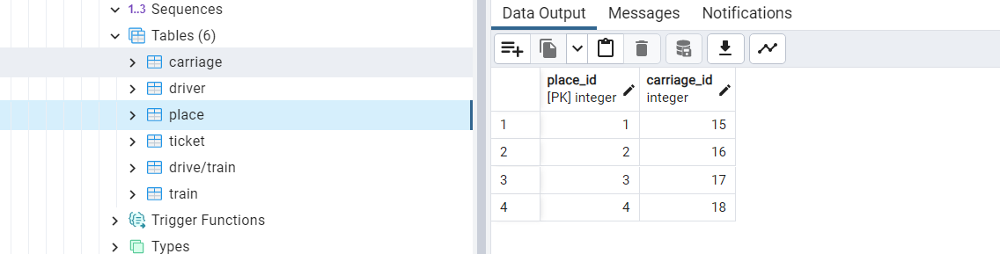 1..3 Sequences
Tables (6)
carriage
driver
place
ticket
drive/train
train
Trigger Functions
Types
Data Output Messages Notifications
place_id carriage_id
[PK] integer integer
1 1 15
2 2 16
3 3 17
4 4 18